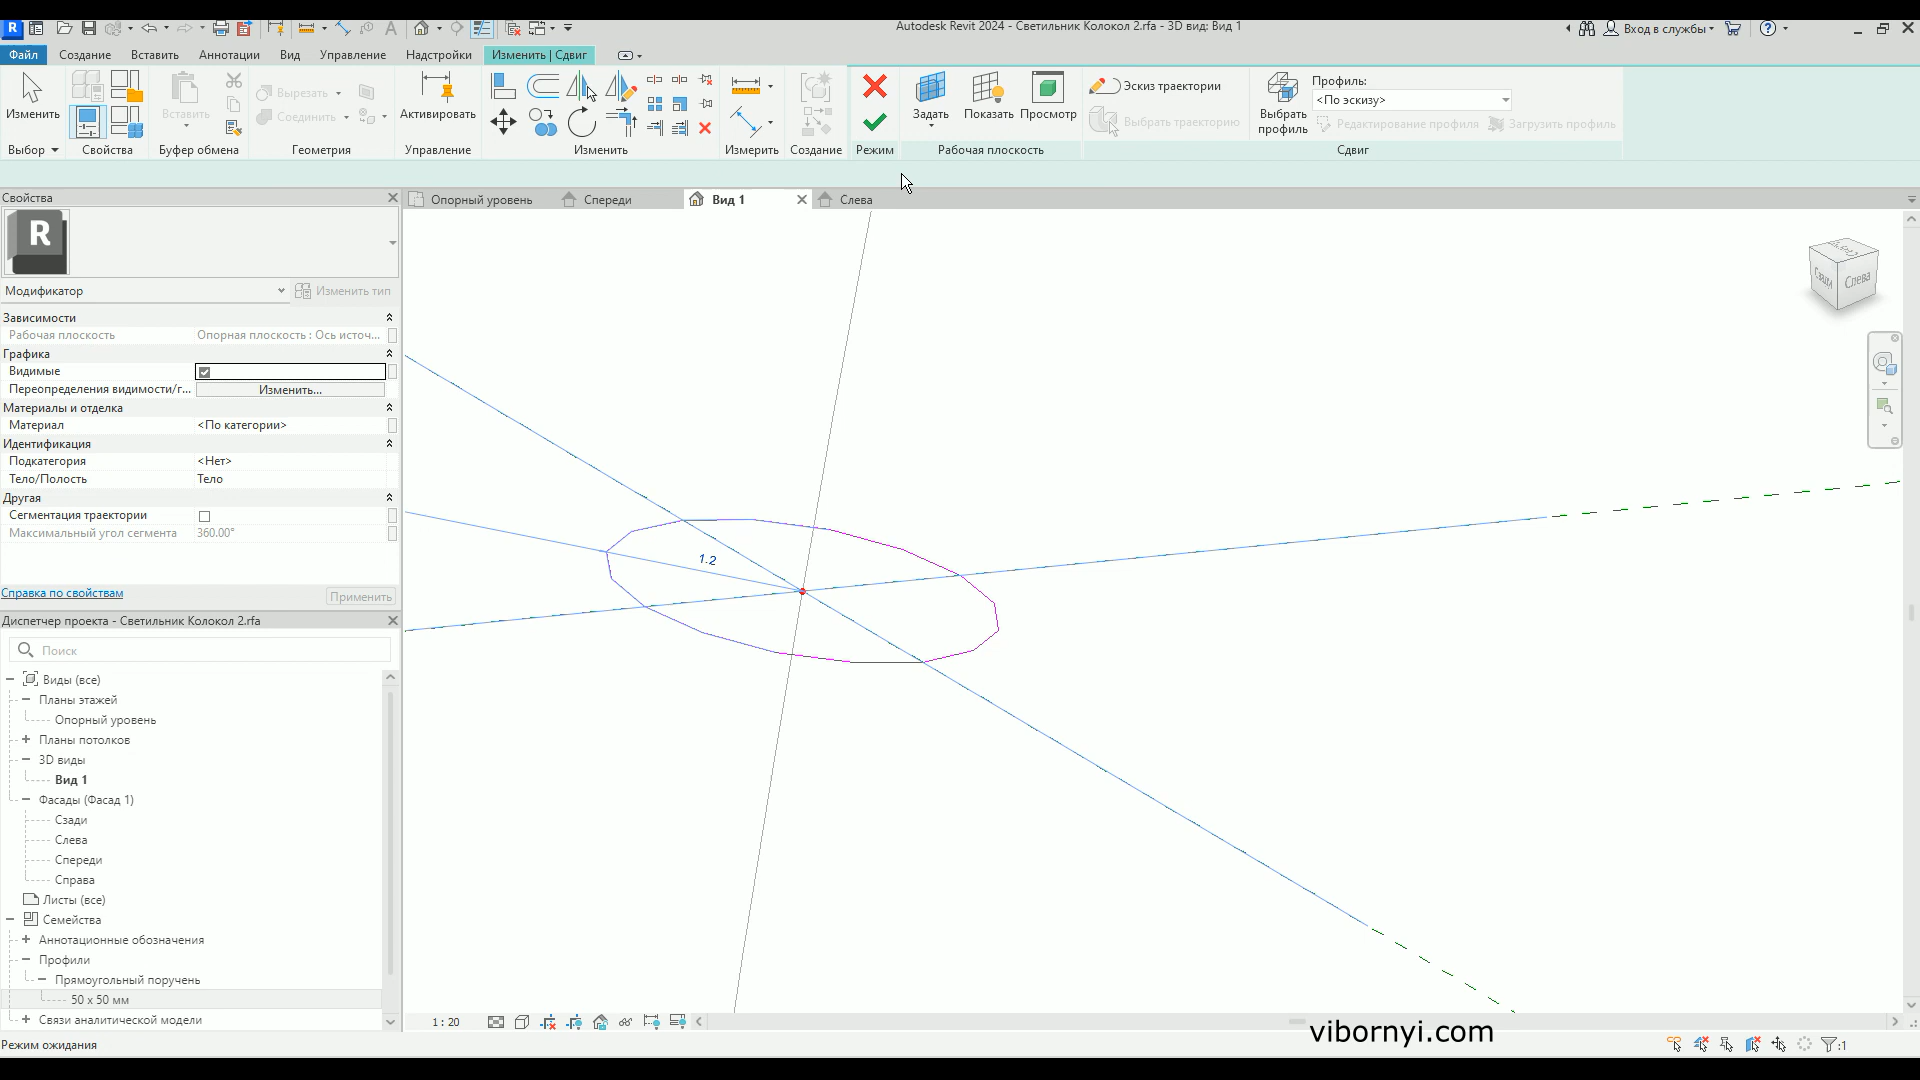 Autodesk Revit 2024 - Светильник Колокол 2.rfa - 3D вид: Вид 1
Вход в службы
Файл
Создание
Вставить
Аннотации
Вид
Управление
Надстройки
Изменить | Сдвиг
Изменить
Вставить
Вырезать
Соединить
Активировать
Задать
Показать
Просмотр
Эскиз траектории
Выбрать траекторию
Выбрать
профиль
Профиль:
<По эскизу>
Редактирование профиля
Загрузить профиль
Выбор
Свойства
Буфер обмена
Геометрия
Управление
Изменить
Измерить
Создание
Режим
Рабочая плоскость
Сдвиг
Свойства
Опорный уровень
Спереди
Вид 1
Слева
R
Модификатор
Изменить тип
Зависимости
Рабочая плоскость
Опорная плоскость : Ось источ...
Графика
Видимые
Переопределения видимости/г...
Изменить...
Материалы и отделка
Материал
<По категории>
Идентификация
Подкатегория
<Нет>
Тело/Полость
Тело
Другая
Сегментация траектории
Максимальный угол сегмента
360.00°
Справка по свойствам
Применить
Диспетчер проекта - Светильник Колокол 2.rfa
Поиск
Виды (все)
Планы этажей
Опорный уровень
Планы потолков
3D виды
Вид 1
Фасады (Фасад 1)
Сзади
Слева
Спереди
Справа
Листы (все)
Семейства
Аннотационные обозначения
Профили
Прямоугольный поручень
50 x 50 мм
Связи аналитической модели
1.2
Сзади
Слева
1 : 20
vibornyi.com
Режим ожидания
:1